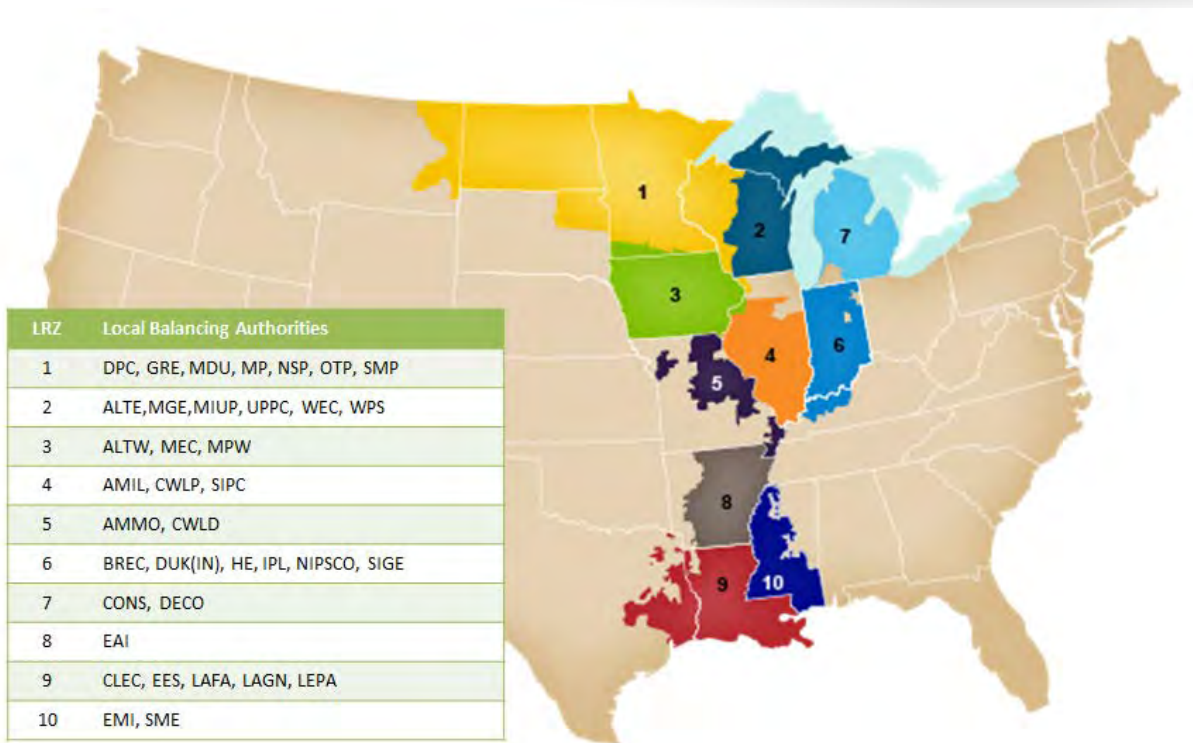 1
2
7
3
4
6
5
8
9
10
LRZ Local Balancing Authorities
1 DPC, GRE, MDU, MP, NSP, OTP, SMP
2 ALTE,MGE,MIUP, UPPC, WEC, WPS
3 ALTW, MEC, MPW
4 AMIL, CWLP, SIPC
5 AMMO, CWLD
6 BREC, DUK(IN), HE, IPL, NIPSCO, SIGE
7 CONS, DECO
8 EAI
9 CLEC, EES, LAFA, LAGN, LEPA
10 EMI, SME